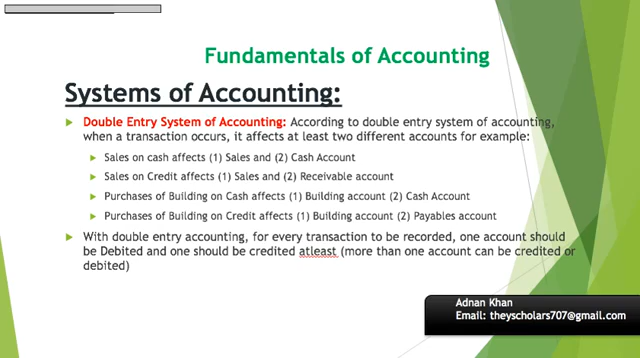 Fundamentals of Accounting
Systems of Accounting:
Double Entry System of Accounting: According to double entry system of accounting,
when a transaction occurs, it affects at least two different accounts for example:
Sales on cash affects (1) Sales and (2) Cash Account
Sales on Credit affects (1) Sales and (2) Receivable account
Purchases of Building on Cash affects (1) Building account (2) Cash Account
Purchases of Building on Credit affects (1) Building account (2) Payables account
With double entry accounting, for every transaction to be recorded, one account should
be Debited and one should be credited atleast (more than one account can be credited or
debited)
Adnan Khan
Email: theyscholars707@gmail.com